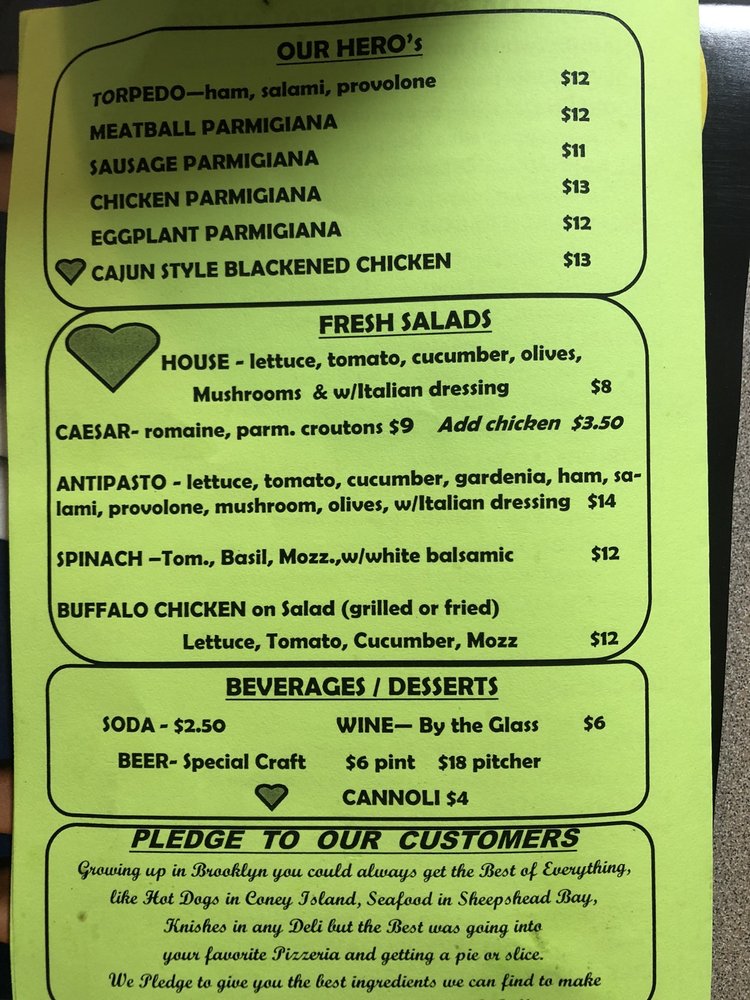 OUR HERO's
TORPEDO—ham, salami, provolone $12
MEATBALL PARMIGIANA $12
SAUSAGE PARMIGIANA $11
CHICKEN PARMIGIANA $13
EGGPLANT PARMIGIANA $12
CAJUN STYLE BLACKENED CHICKEN $13
FRESH SALADS
HOUSE - lettuce, tomato, cucumber, olives,
Mushrooms & w/Italian dressing $8
CAESAR- romaine, parm. croutons $9 Add chicken $3.50
ANTIPASTO - lettuce, tomato, cucumber, gardenia, ham, sa-
lami, provolone, mushroom, olives, w/Italian dressing $14
SPINACH –Tom., Basil, Mozz.,w/white balsamic $12
BUFFALO CHICKEN on Salad (grilled or fried)
Lettuce, Tomato, Cucumber, Mozz $12
BEVERAGES / DESSERTS
SODA - $2.50 WINE— By the Glass $6
BEER- Special Craft $6 pint $18 pitcher
CANNOLI $4
PLEDGE TO OUR CUSTOMERS
Growing up in Brooklyn you could always get the Best of Everything,
like Hot Dogs in Coney Island, Seafood in Sheepshead Bay,
Knishes in any Deli but the Best was going into
your favorite Pizzeria and getting a pie or slice.
We Pledge to give you the best ingredients we can find to make